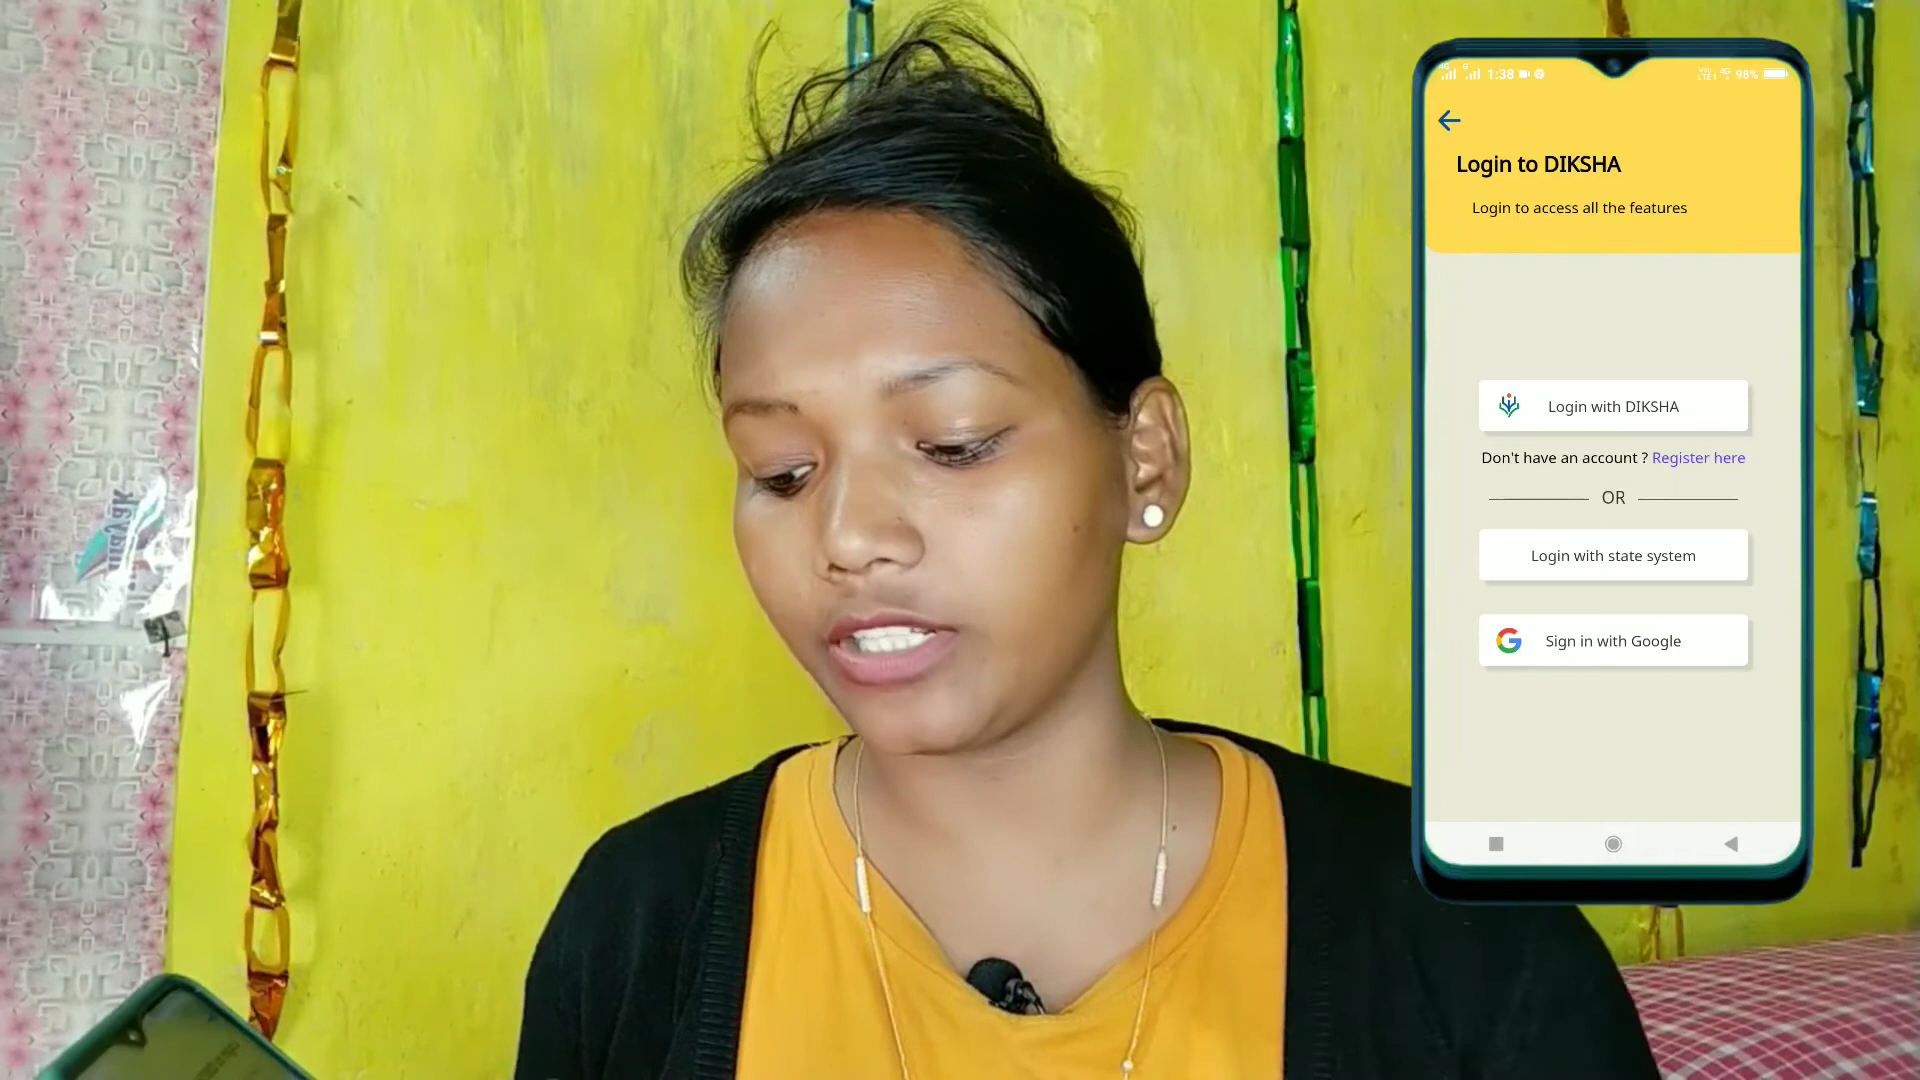 1:38
98%
Login to DIKSHA
Login to access all the features
Login with DIKSHA
Don't have an account ? Register here
OR
Login with state system
Sign in with Google